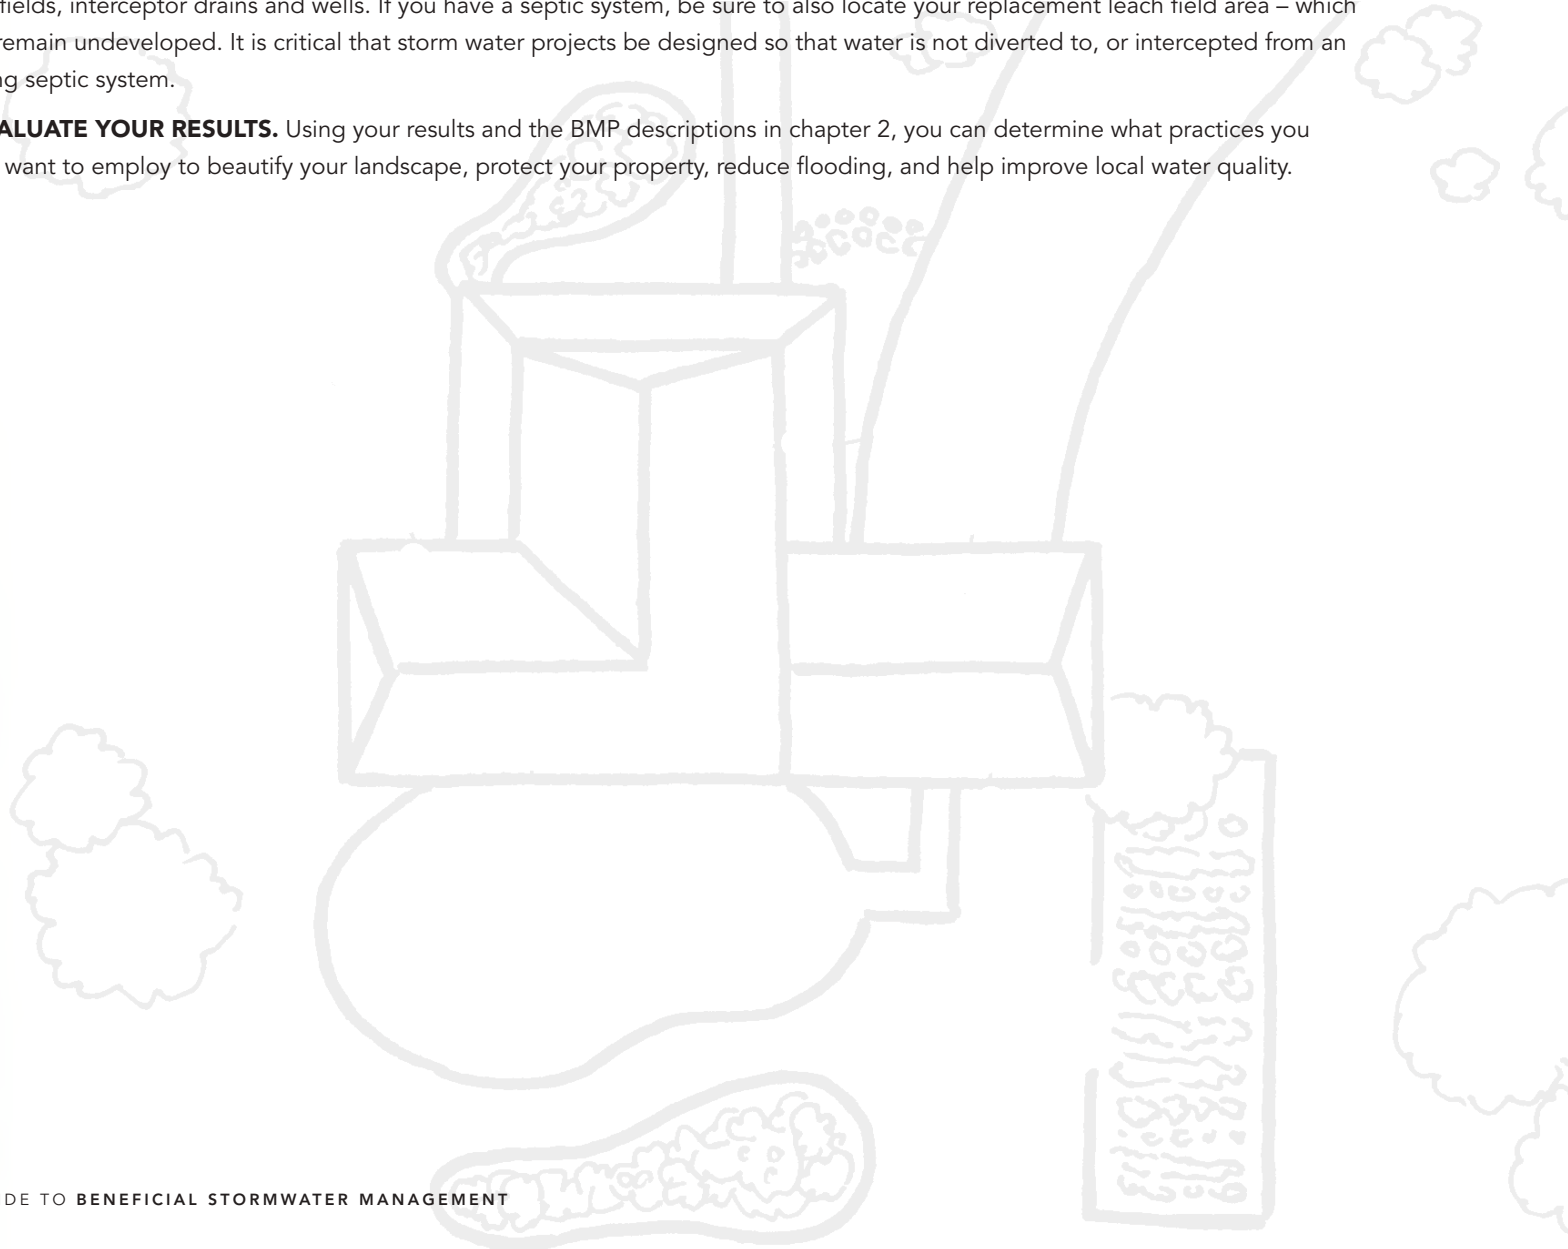 fields, interceptor drains and wells. If you have a septic system, be sure to also locate your replacement leach field area – which
remain undeveloped. It is critical that storm water projects be designed so that water is not diverted to, or intercepted from an
ng septic system.
ALUATE YOUR RESULTS. Using your results and the BMP descriptions in chapter 2, you can determine what practices you
want to employ to beautify your landscape, protect your property, reduce flooding, and help improve local water quality.
DE TO BENEFICIAL STORMWATER MANAGEMENT